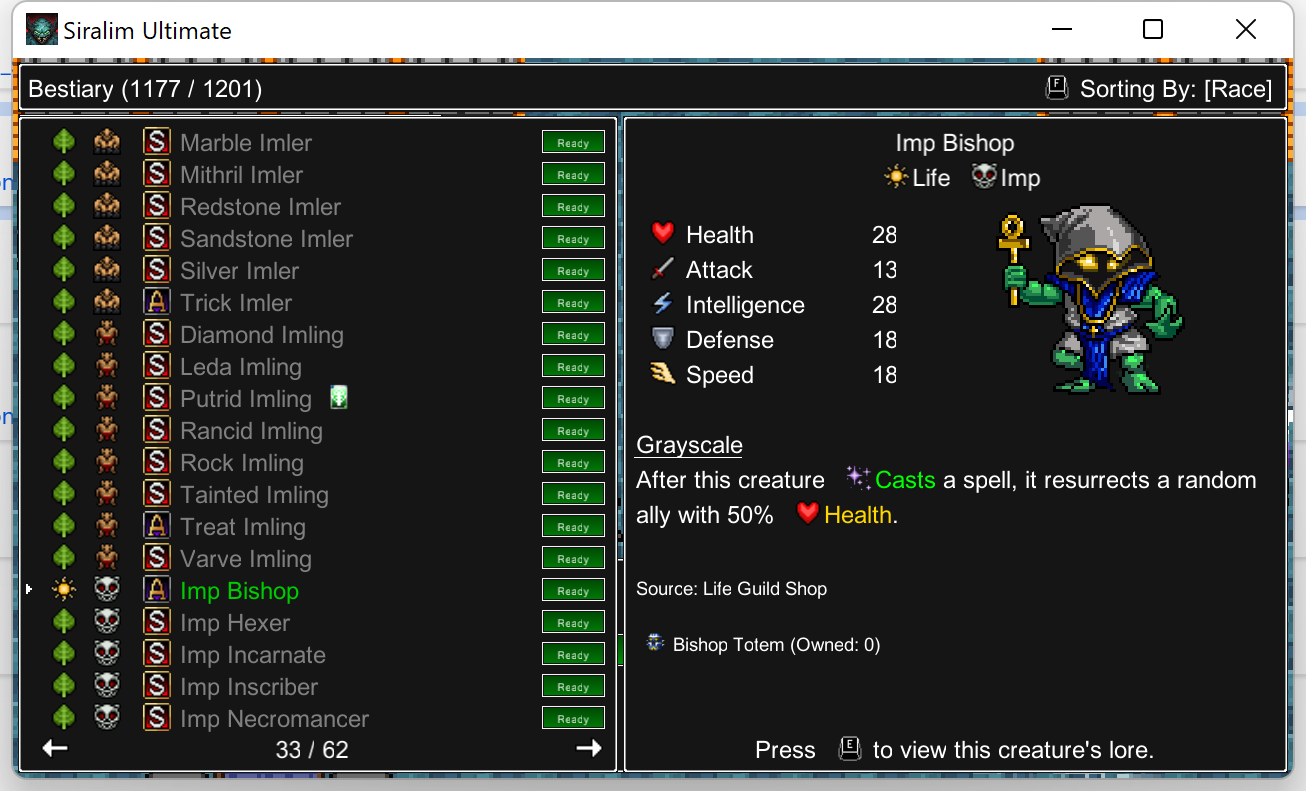 Siralim Ultimate
Bestiary (1177 / 1201)
F Sorting By: [Race]
S Marble Imler Ready
S Mithril Imler Ready
S Redstone Imler Ready
S Sandstone Imler Ready
S Silver Imler Ready
A Trick Imler Ready
S Diamond Imling Ready
S Leda Imling Ready
S Putrid Imling Ready
S Rancid Imling Ready
S Rock Imling Ready
S Tainted Imling Ready
A Treat Imling Ready
S Varve Imling Ready
A Imp Bishop Ready
S Imp Hexer Ready
S Imp Incarnate Ready
S Imp Inscriber Ready
S Imp Necromancer Ready
33 / 62
Imp Bishop
Life Imp
Health 28
Attack 13
Intelligence 28
Defense 18
Speed 18
Grayscale
After this creature Casts a spell, it resurrects a random
ally with 50% Health.
Source: Life Guild Shop
Bishop Totem (Owned: 0)
Press E to view this creature's lore.